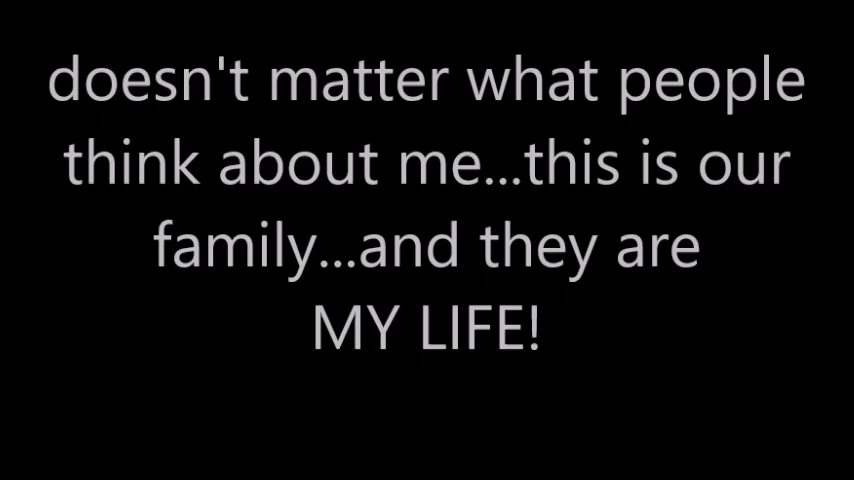 doesn't matter what people
think about me...this is our
family...and they are
MY LIFE!